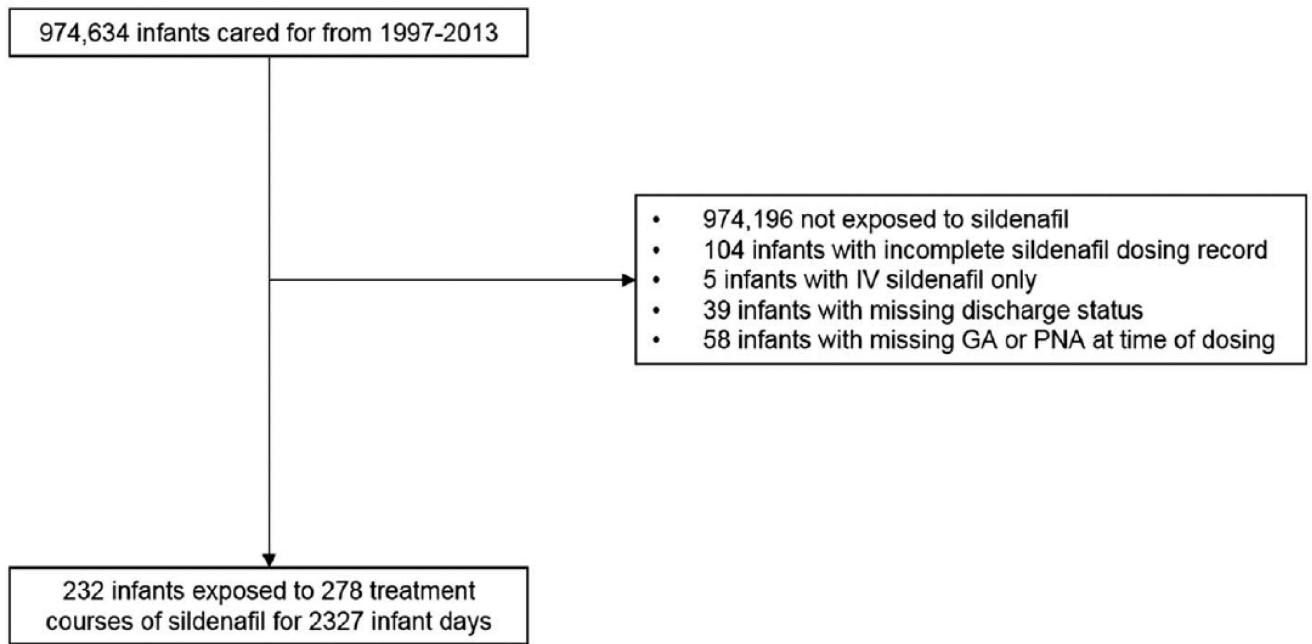 974,634 infants cared for from 1997-2013
• 974,196 not exposed to sildenafil
• 104 infants with incomplete sildenafil dosing record
• 5 infants with IV sildenafil only
• 39 infants with missing discharge status
• 58 infants with missing GA or PNA at time of dosing
232 infants exposed to 278 treatment
courses of sildenafil for 2327 infant days